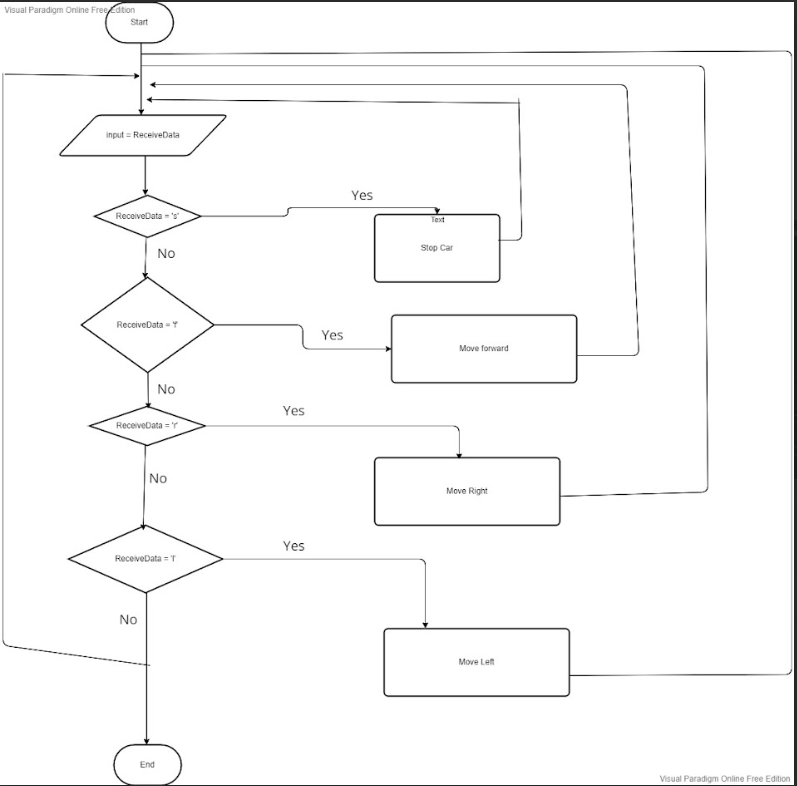 Visual Paradigm Online Free Edition
Start
input = ReceiveData
ReceiveData = 's'
Yes
Text
Stop Car
No
ReceiveData = 'f'
Yes
Move forward
No
ReceiveData = 'r'
Yes
Move Right
No
ReceiveData = 'l'
Yes
Move Left
No
End
Visual Paradigm Online Free Edition